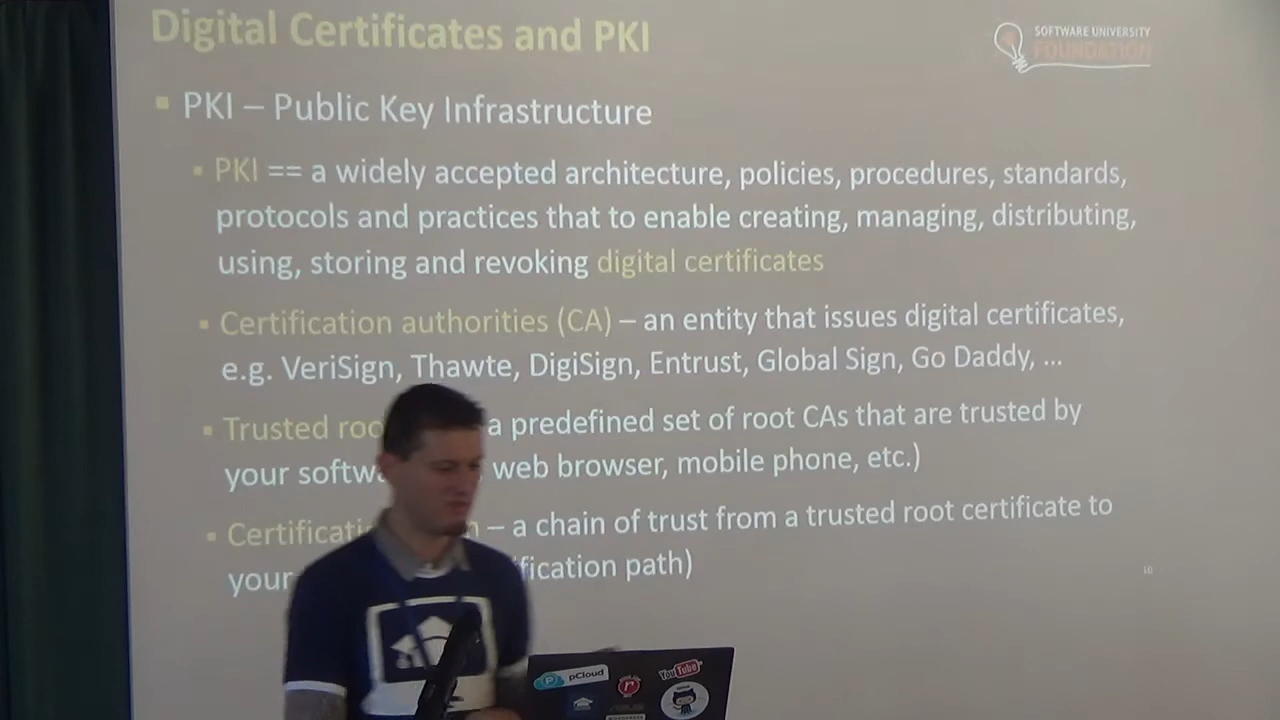 Digital Certificates and PKI
SOFTWARE UNIVERSITY
FOUNDATION
PKI – Public Key Infrastructure
PKI == a widely accepted architecture, policies, procedures, standards,
protocols and practices that to enable creating, managing, distributing,
using, storing and revoking digital certificates
Certification authorities (CA) – an entity that issues digital certificates,
e.g. VeriSign, Thawte, DigiSign, Entrust, Global Sign, Go Daddy, ...
Trusted a predefined set of root CAs that are trusted by
your web browser, mobile phone, etc.)
– a chain of trust from a trusted root certificate to
your path)
10
pCloud
YouTube